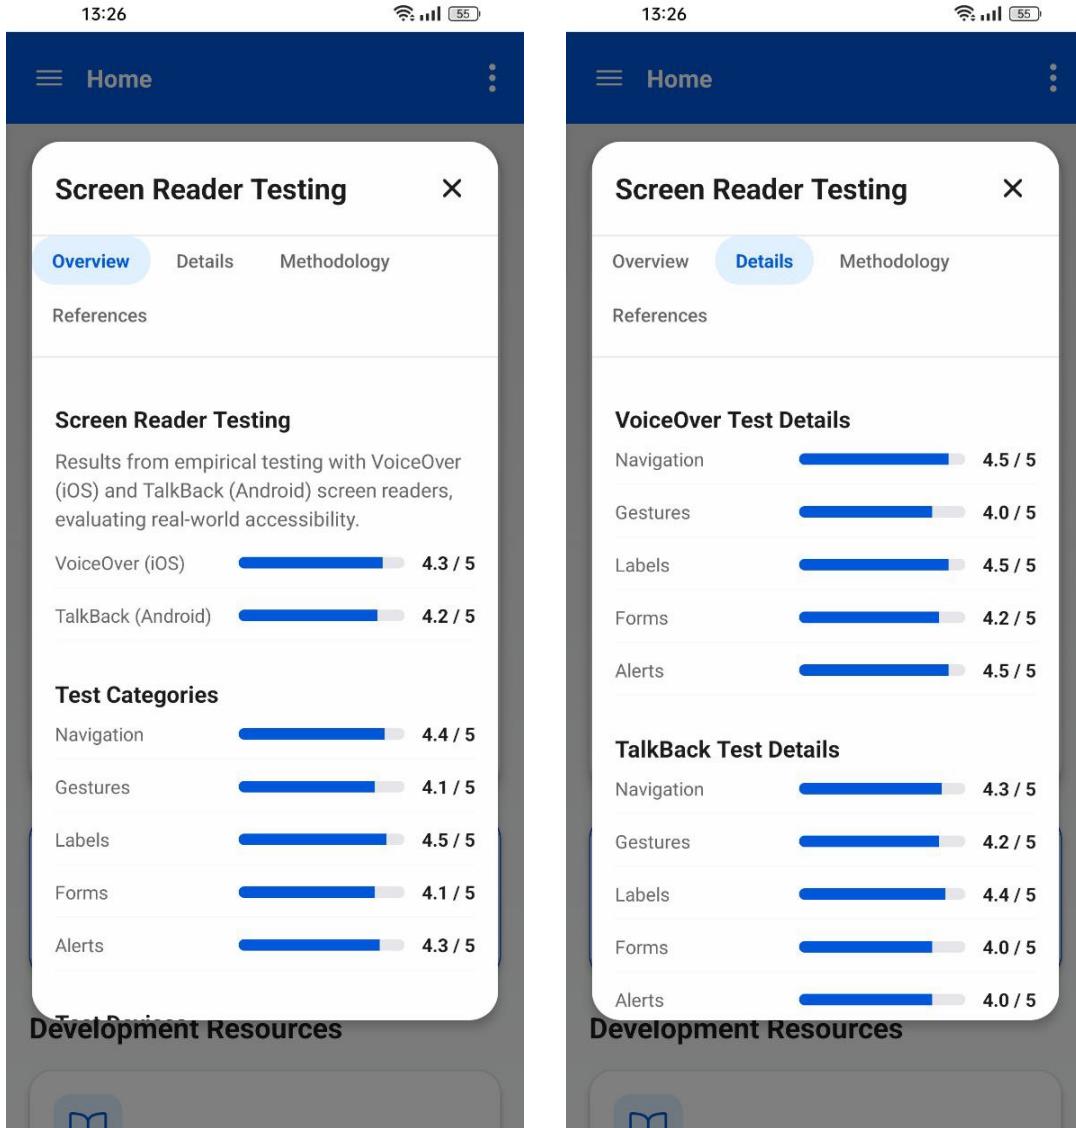 13:26
55
Home
Screen Reader Testing
Overview
Details
Methodology
References
Screen Reader Testing
Results from empirical testing with VoiceOver
(iOS) and TalkBack (Android) screen readers,
evaluating real-world accessibility.
VoiceOver (iOS) 4.3 / 5
TalkBack (Android) 4.2 / 5
Test Categories
Navigation 4.4 / 5
Gestures 4.1 / 5
Labels 4.5 / 5
Forms 4.1 / 5
Alerts 4.3 / 5
Test Devices
Development Resources
13:26
55
Home
Screen Reader Testing
Overview
Details
Methodology
References
VoiceOver Test Details
Navigation 4.5 / 5
Gestures 4.0 / 5
Labels 4.5 / 5
Forms 4.2 / 5
Alerts 4.5 / 5
TalkBack Test Details
Navigation 4.3 / 5
Gestures 4.2 / 5
Labels 4.4 / 5
Forms 4.0 / 5
Alerts 4.0 / 5
Development Resources